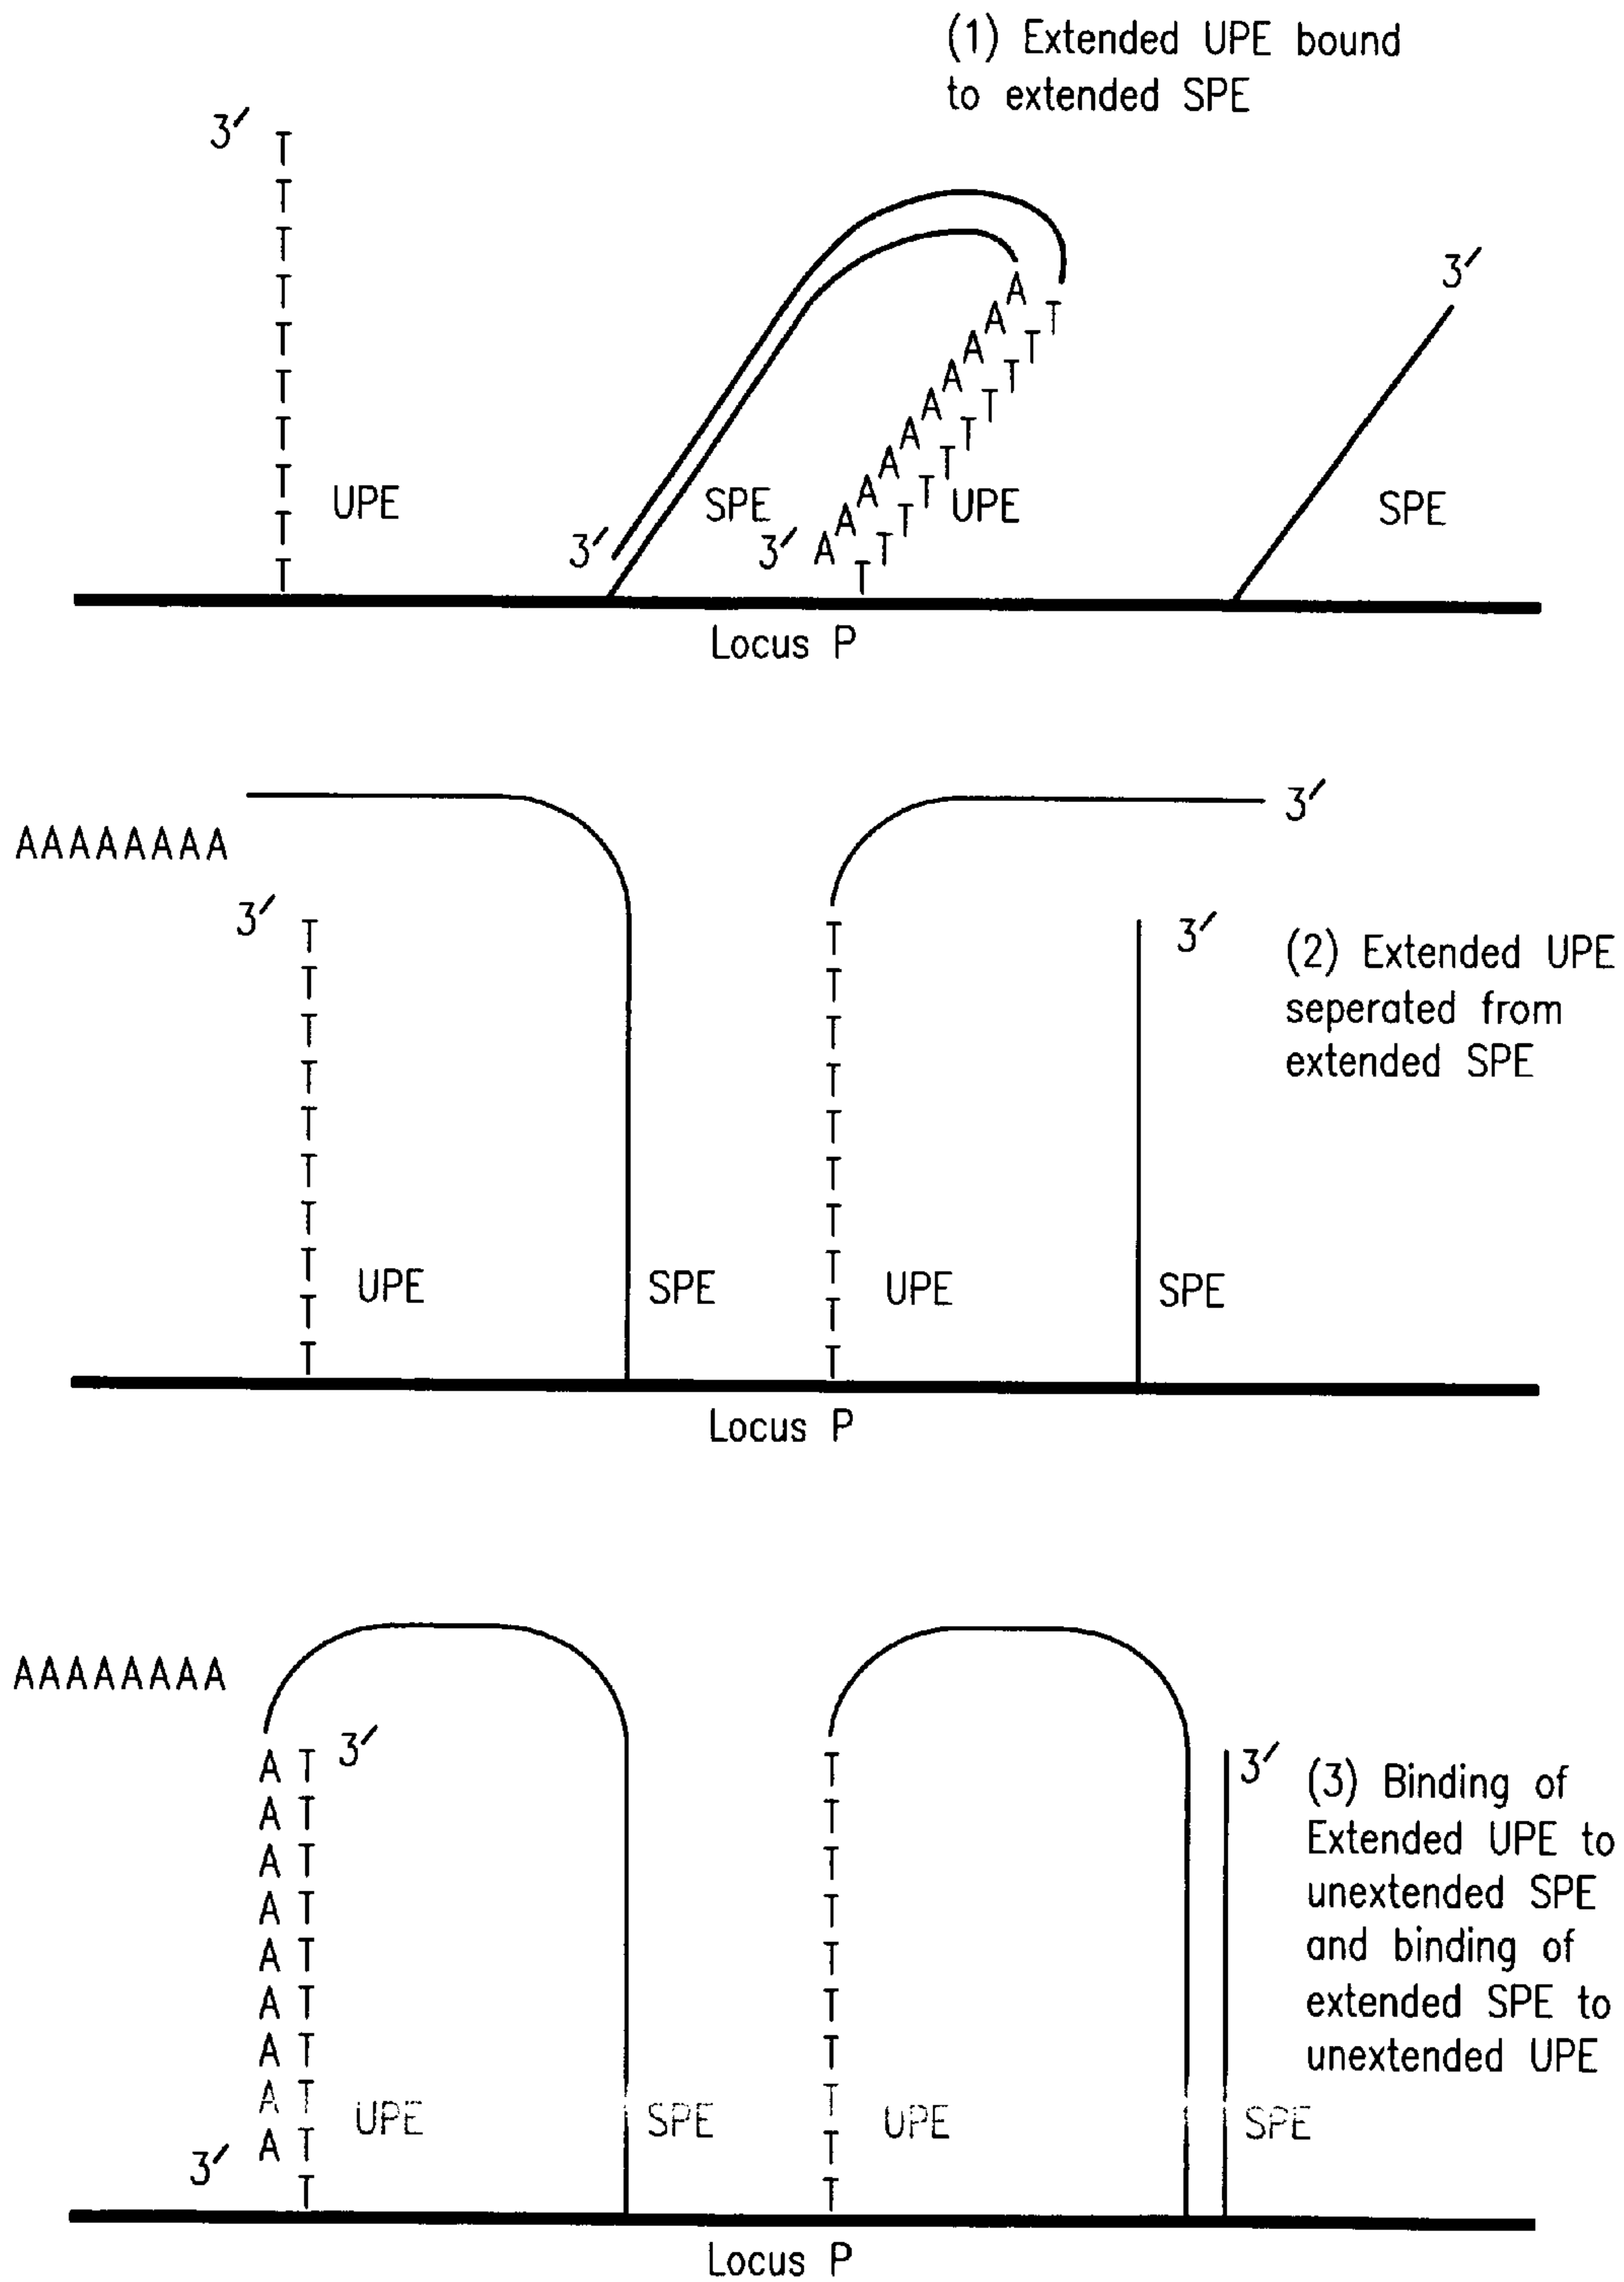 (1) Extended UPE bound
to extended SPE
3′
T
T
T
T
T
T
T
T
T
T
UPE
3′
SPE
3′
A
A
A
A
A
A
A
A
A
A
T
T
T
T
T
T
T
T
T
T
UPE
3′
SPE
Locus P
AAAAAAAA
3′
3′
T
T
T
T
T
T
T
T
T
T
UPE
SPE
T
T
T
T
T
T
T
T
T
T
UPE
3′
SPE
(2) Extended UPE
seperated from
extended SPE
Locus P
AAAAAAAA
3′
A T
A T
A T
A T
A T
A T
A T
A T
A T
T
3′
UPE
SPE
T
T
T
T
T
T
T
T
T
T
UPE
3′
SPE
(3) Binding of
Extended UPE to
unextended SPE
and binding of
extended SPE to
unextended UPE
Locus P